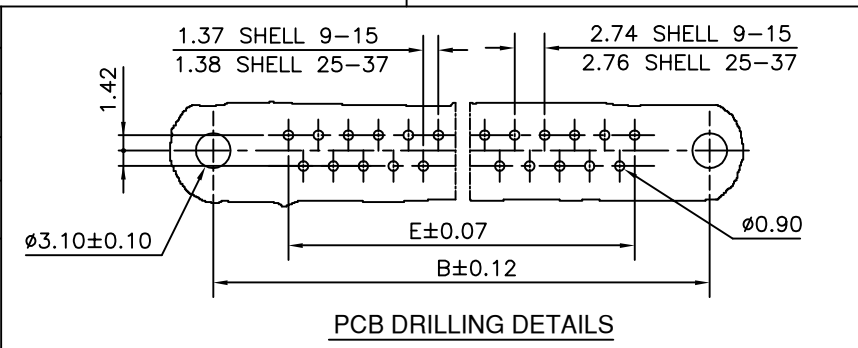 1.37 SHELL 9-15
1.38 SHELL 25-37
2.74 SHELL 9-15
2.76 SHELL 25-37
1.42
ø3.10±0.10
E±0.07
ø0.90
B±0.12
PCB DRILLING DETAILS